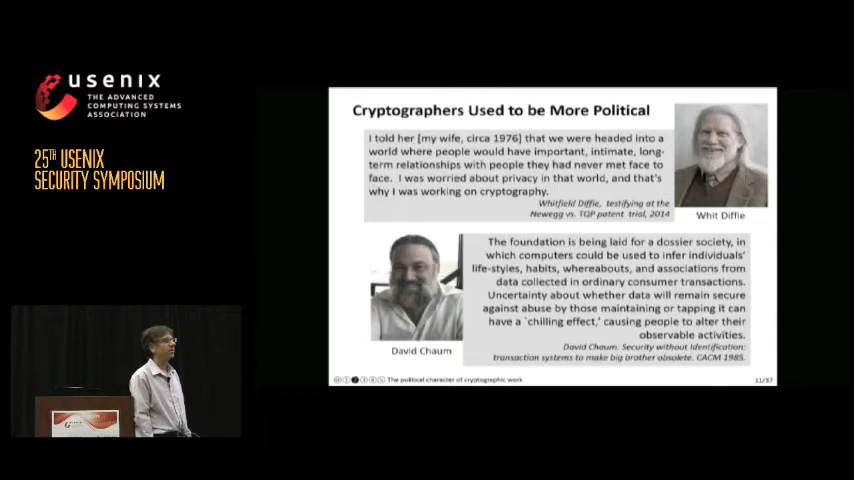 usenix
THE ADVANCED
COMPUTING SYSTEMS
ASSOCIATION
25TH USENIX
SECURITY SYMPOSIUM
Cryptographers Used to be More Political
I told her [my wife, circa 1976] that we were headed into a
world where people would have important, intimate, long-
term relationships with people they had never met face to
face. I was worried about privacy in that world, and that's
why I was working on cryptography.
Whitfield Diffie, testifying at the
Newegg vs. TQP patent trial, 2014
Whit Diffie
The foundation is being laid for a dossier society, in
which computers could be used to infer individuals'
life-styles, habits, whereabouts, and associations from
data collected in ordinary consumer transactions.
Uncertainty about whether data will remain secure
against abuse by those maintaining or tapping it can
have a `chilling effect,' causing people to alter their
observable activities.
David Chaum: Security without Identification:
transaction systems to make big brother obsolete. CACM 1985.
David Chaum
The political character of cryptographic work
11/37